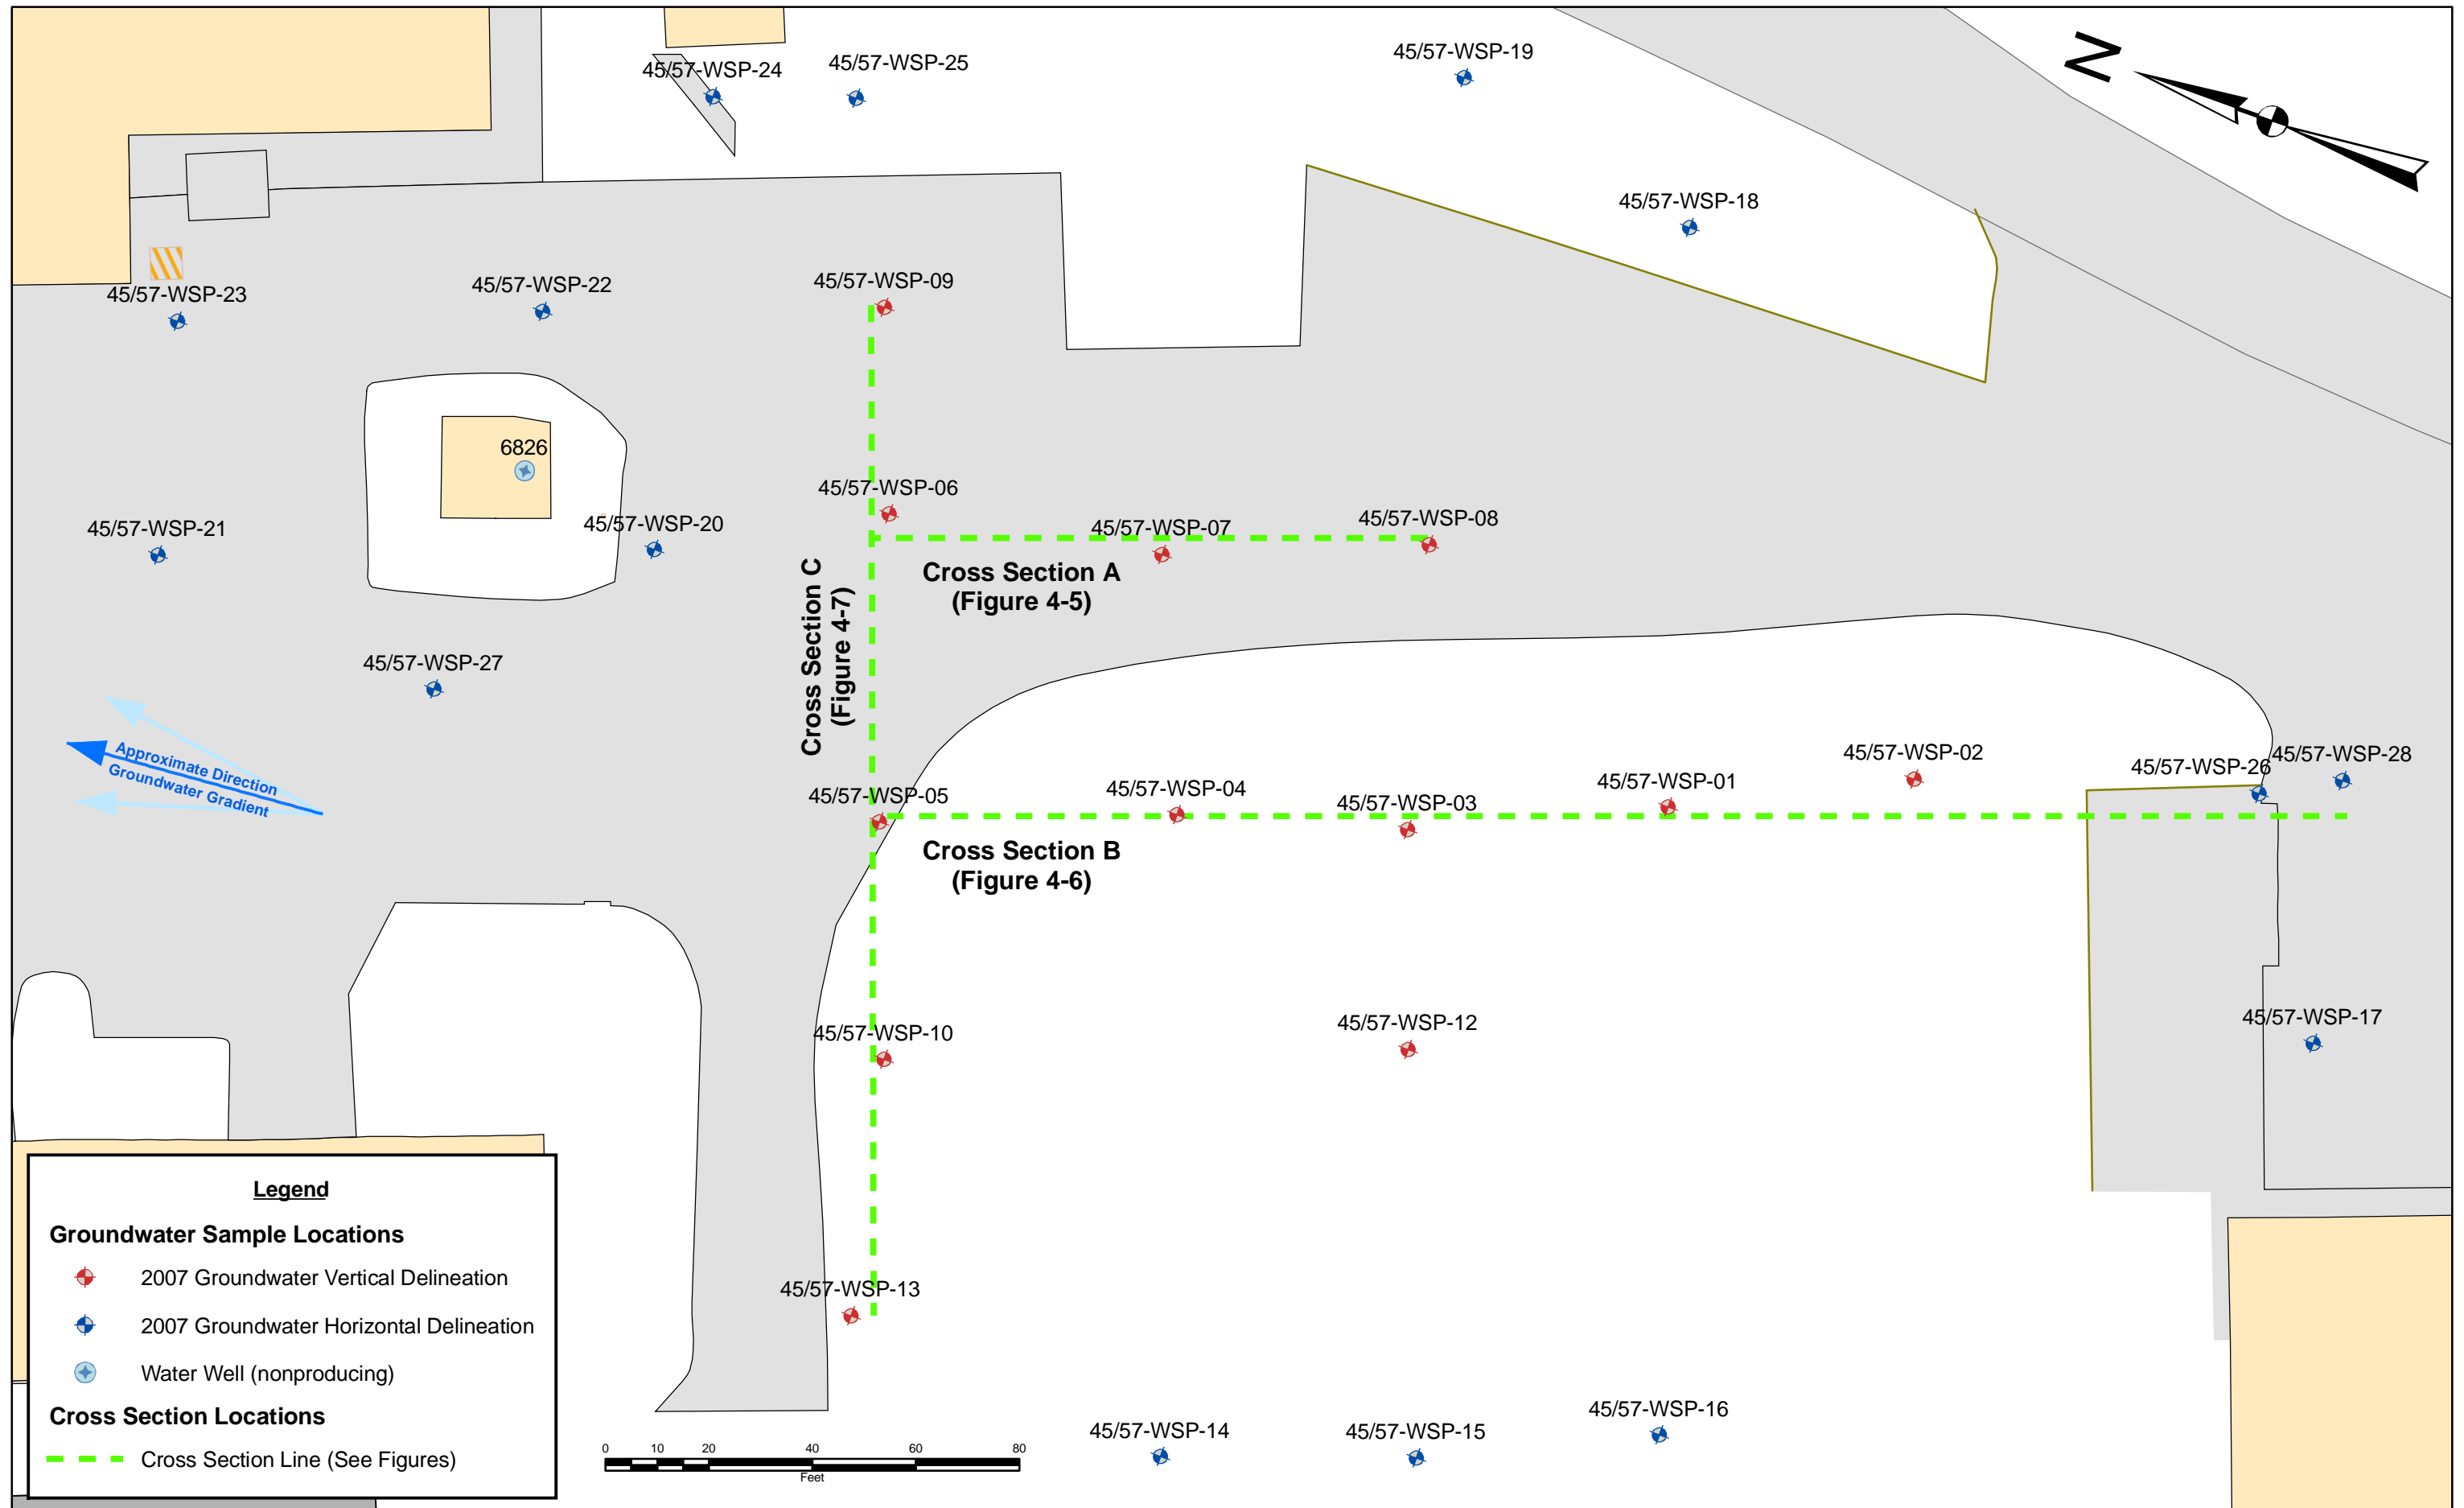 45/57-WSP-19
45/57-WSP-25
45/57-WSP-24
N
45/57-WSP-18
45/57-WSP-09
45/57-WSP-22
45/57-WSP-23
6826
45/57-WSP-06
45/57-WSP-08
45/57-WSP-20
45/57-WSP-07
45/57-WSP-21
Cross Section A
(Figure 4-5)
Cross Section C
(Figure 4-7)
45/57-WSP-27
Approximate Direction
Groundwater Gradient
45/57-WSP-02
45/57-WSP-28
45/57-WSP-26
45/57-WSP-01
45/57-WSP-04
45/57-WSP-05
45/57-WSP-03
Cross Section B
(Figure 4-6)
45/57-WSP-17
45/57-WSP-12
45/57-WSP-10
45/57-WSP-13
45/57-WSP-16
45/57-WSP-14
45/57-WSP-15
Legend
Groundwater Sample Locations
2007 Groundwater Vertical Delineation
2007 Groundwater Horizontal Delineation
Water Well (nonproducing)
Cross Section Locations
Cross Section Line (See Figures)
0 10 20 40 60 80
Feet